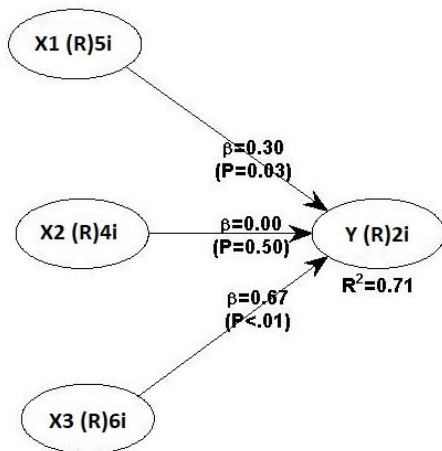 X1 (R)5i
β=0.30
(P=0.03)
X2 (R)4i
β=0.00
(P=0.50)
Y (R)2i
R²=0.71
β=0.67
(P<.01)
X3 (R)6i